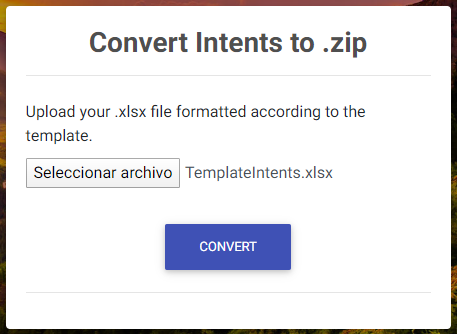 Convert Intents to .zip
Upload your .xlsx file formatted according to the
template.
Seleccionar archivo TemplateIntents.xlsx
CONVERT